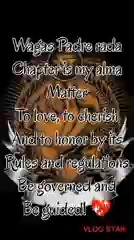 Wagas Padre rada
Chapter is my alma
Matter
To love, to cherish
And to honor by its
Rules and regulations
Be governed and
Be guided!
VLOG STAR